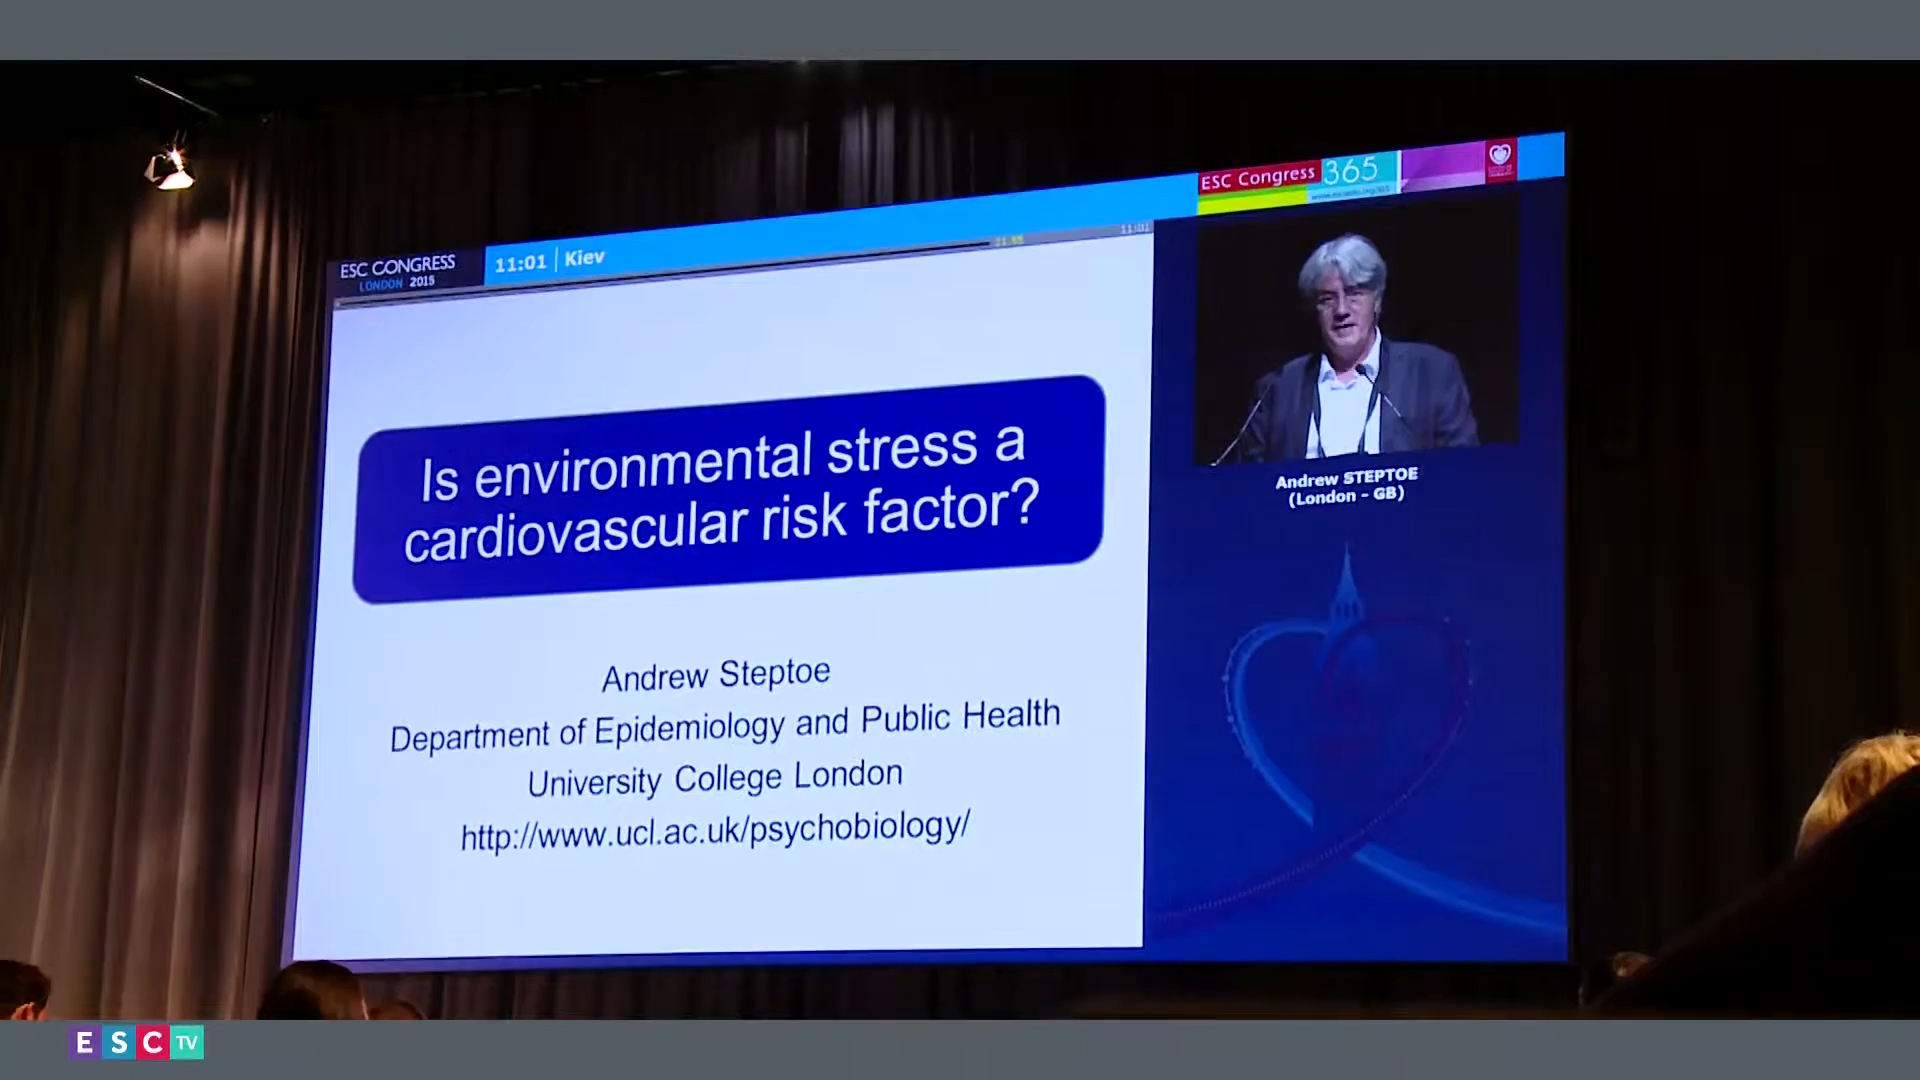 ESC Congress
365
ESC CONGRESS
LONDON 2015
11:01 | Kiev
11:01
Is environmental stress a
cardiovascular risk factor?
Andrew Steptoe
Department of Epidemiology and Public Health
University College London
http://www.ucl.ac.uk/psychobiology/
Andrew STEPTOE
(London - GB)
ESC TV